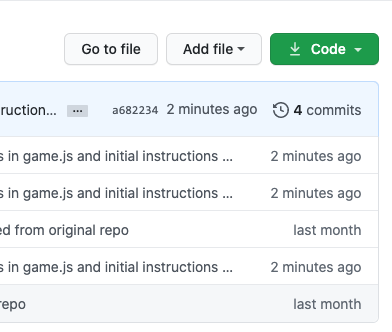 Go to file Add file Code
ruction... ... a682234 2 minutes ago 4 commits
s in game.js and initial instructions ... 2 minutes ago
s in game.js and initial instructions ... 2 minutes ago
ed from original repo last month
s in game.js and initial instructions ... 2 minutes ago
repo last month